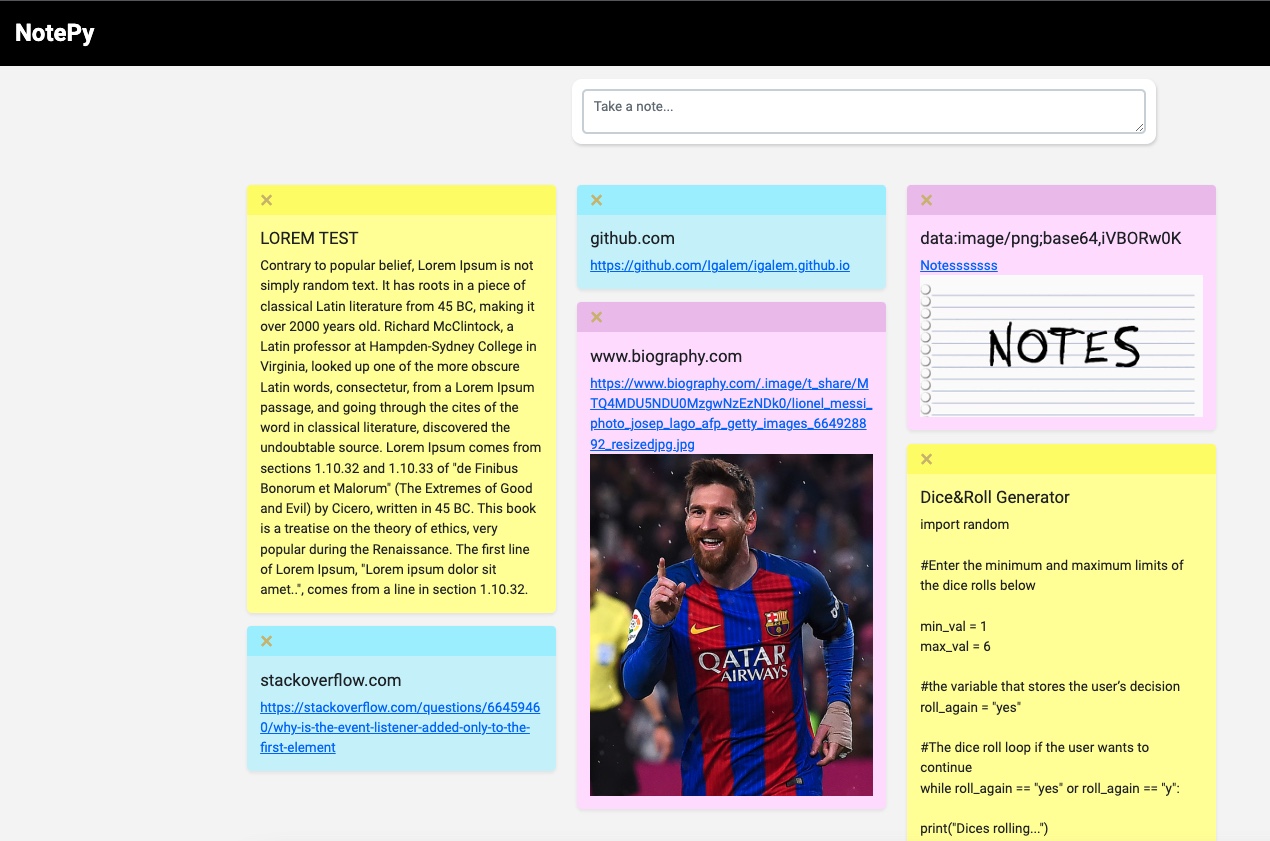 NotePy
Take a note...
LOREM TEST
Contrary to popular belief, Lorem Ipsum is not
simply random text. It has roots in a piece of
classical Latin literature from 45 BC, making it
over 2000 years old. Richard McClintock, a
Latin professor at Hampden-Sydney College in
Virginia, looked up one of the more obscure
Latin words, consectetur, from a Lorem Ipsum
passage, and going through the cites of the
word in classical literature, discovered the
undoubtable source. Lorem Ipsum comes from
sections 1.10.32 and 1.10.33 of "de Finibus
Bonorum et Malorum" (The Extremes of Good
and Evil) by Cicero, written in 45 BC. This book
is a treatise on the theory of ethics, very
popular during the Renaissance. The first line
of Lorem Ipsum, "Lorem ipsum dolor sit
amet..", comes from a line in section 1.10.32.
stackoverflow.com
https://stackoverflow.com/questions/6645946
0/why-is-the-event-listener-added-only-to-the-
first-element
github.com
https://github.com/Igalem/igalem.github.io
www.biography.com
https://www.biography.com/.image/t_share/M
TQ4MDU5NDU0MzgwNzEzNDk0/lionel_messi_
photo_josep_lago_afp_getty_images_6649288
92_resizedjpg.jpg
QATAR
AIRWAYS
data:image/png;base64,iVBORw0K
Notesssssss
NOTES
Dice&Roll Generator
import random
#Enter the minimum and maximum limits of
the dice rolls below
min_val = 1
max_val = 6
#the variable that stores the user’s decision
roll_again = "yes"
#The dice roll loop if the user wants to
continue
while roll_again == "yes" or roll_again == "y":
print("Dices rolling...")